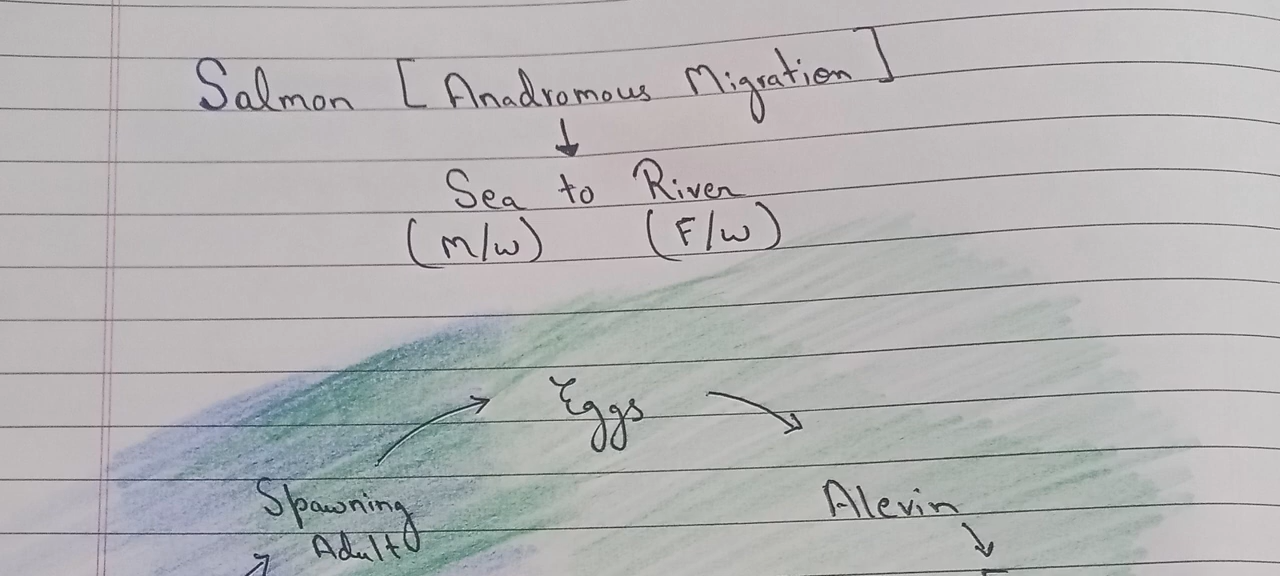 Salmon [ Anadromous Migration ]
↓
Sea to River
(M/W) (F/W)
Eggs
Spawning Alevin
Adult